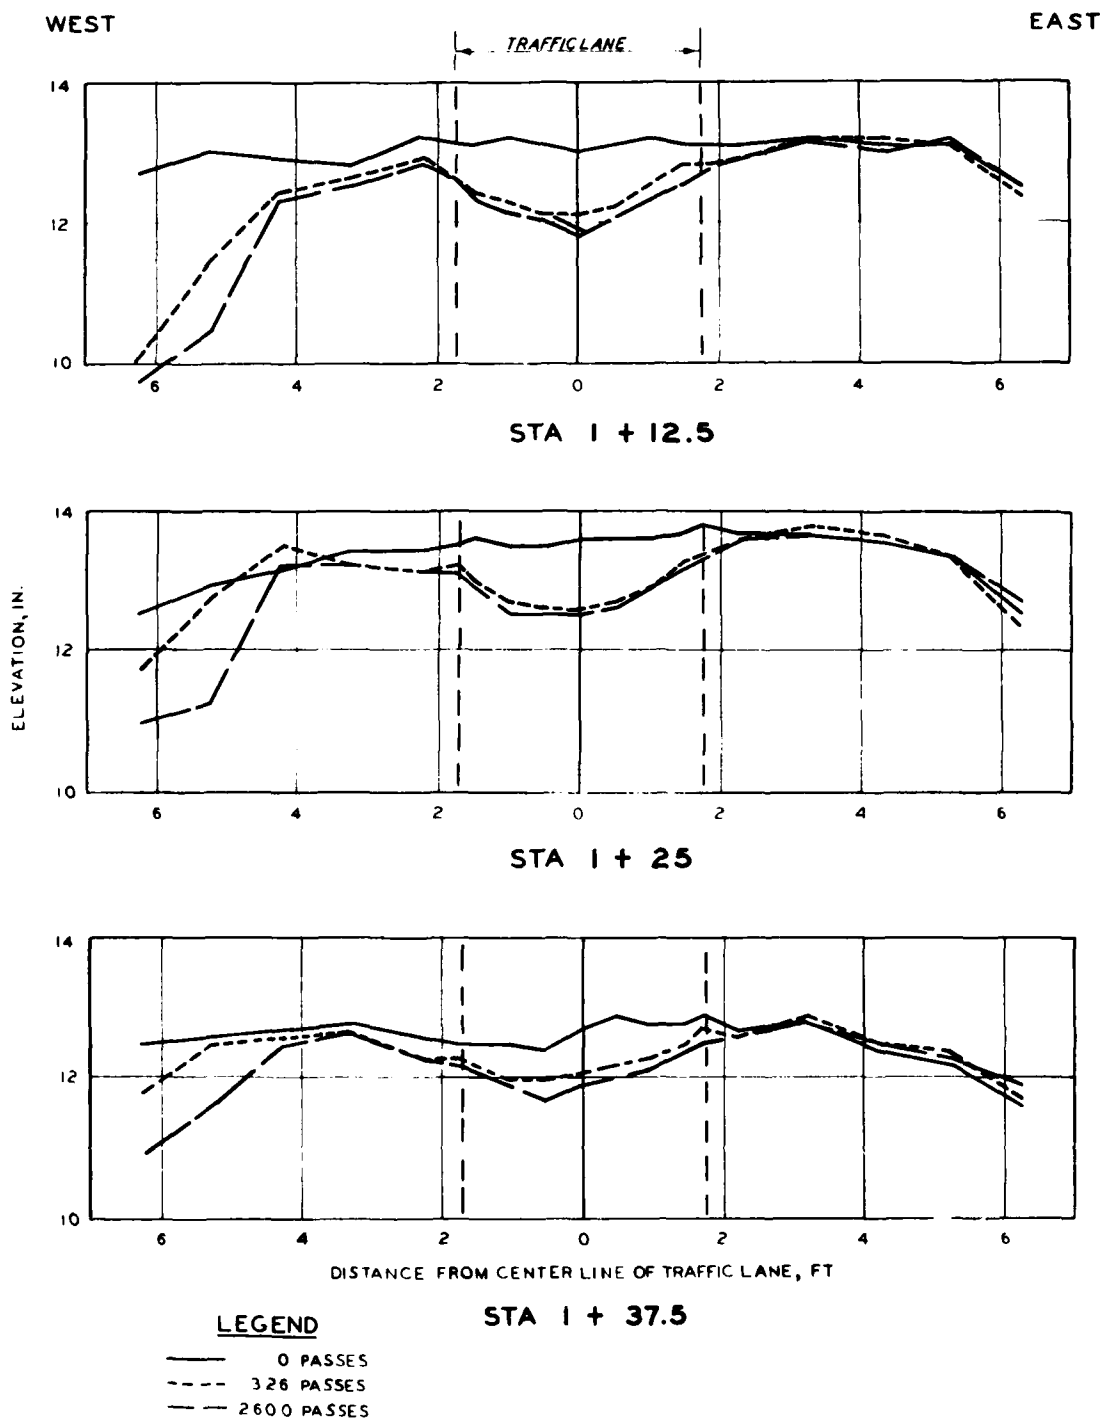 WEST
EAST
TRAFFIC LANE
14
12
10
6 4 2 0 2 4 6
STA 1 + 12.5
14
12
10
ELEVATION, IN.
6 4 2 0 2 4 6
STA 1 + 25
14
12
10
6 4 2 0 2 4 6
DISTANCE FROM CENTER LINE OF TRAFFIC LANE, FT
STA 1 + 37.5
LEGEND
0 PASSES
326 PASSES
2600 PASSES